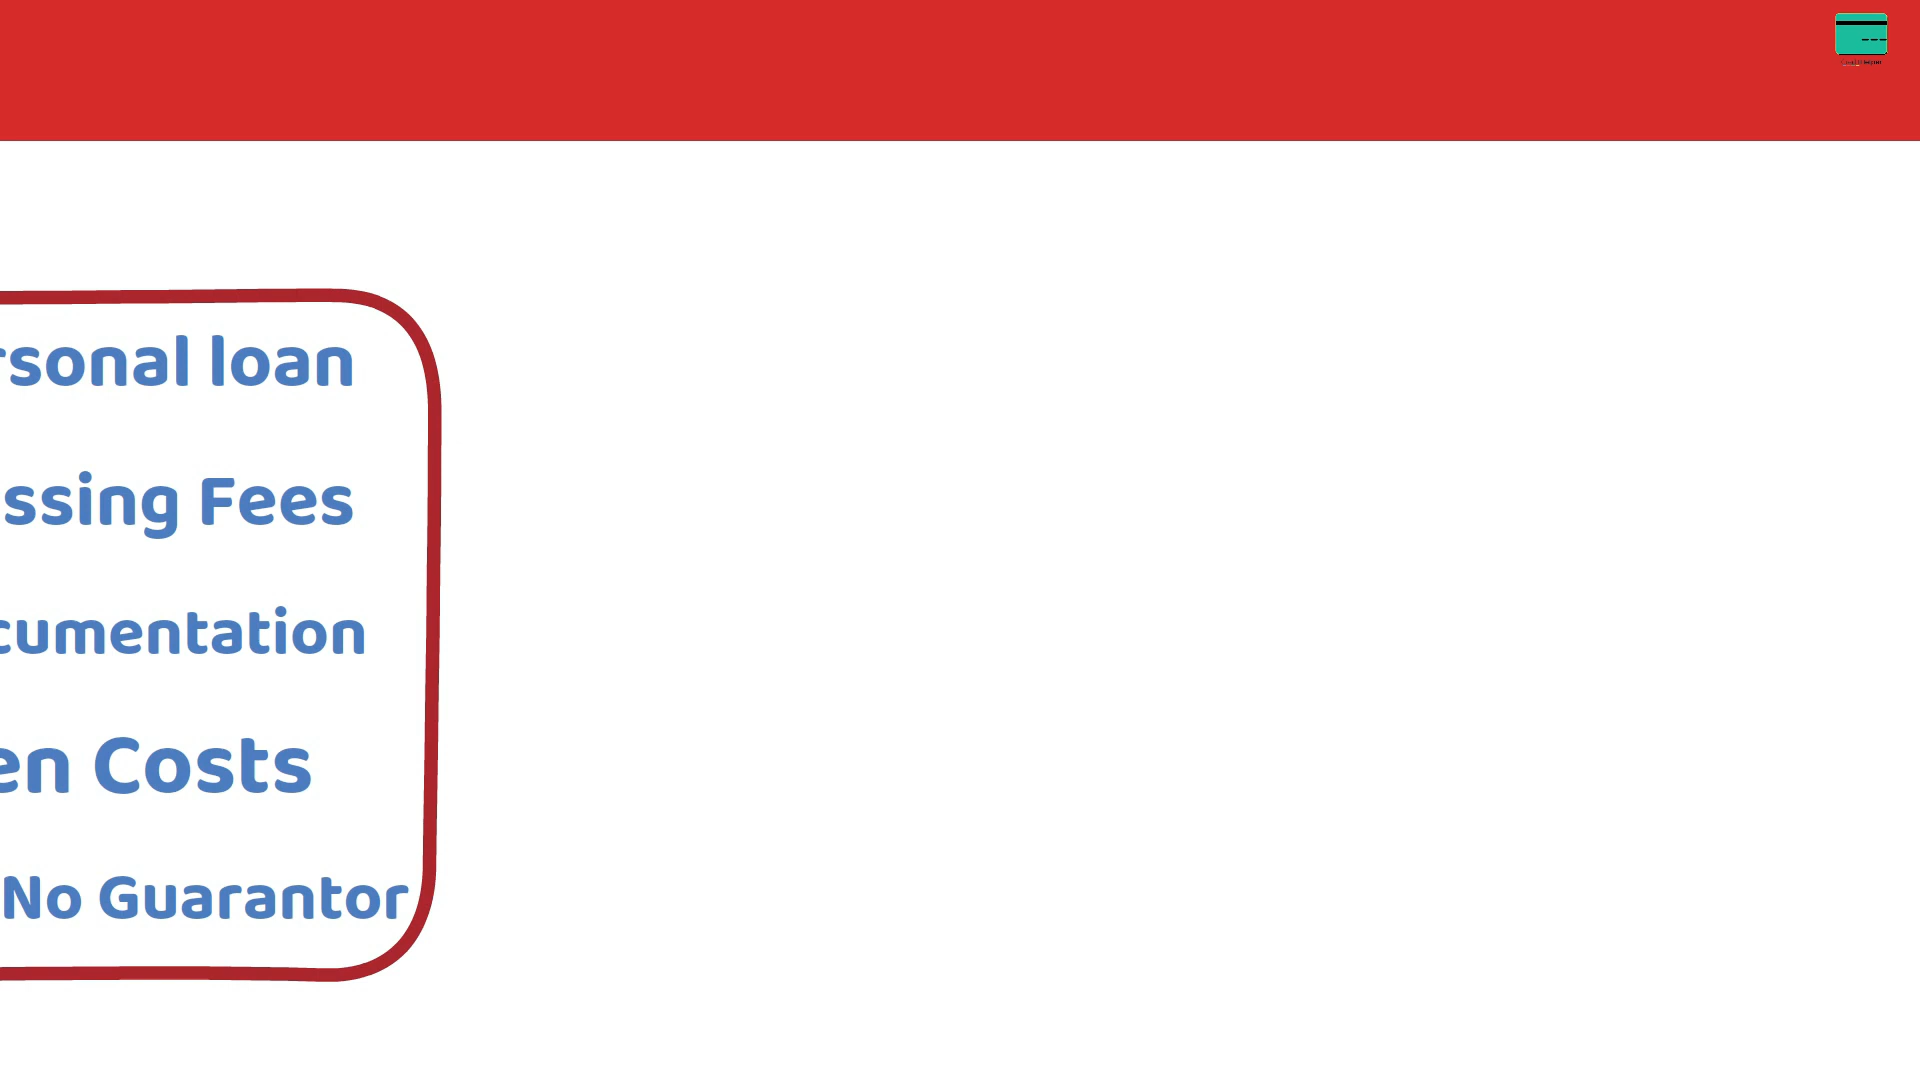 rsonal loan
ssing Fees
cumentation
en Costs
No Guarantor